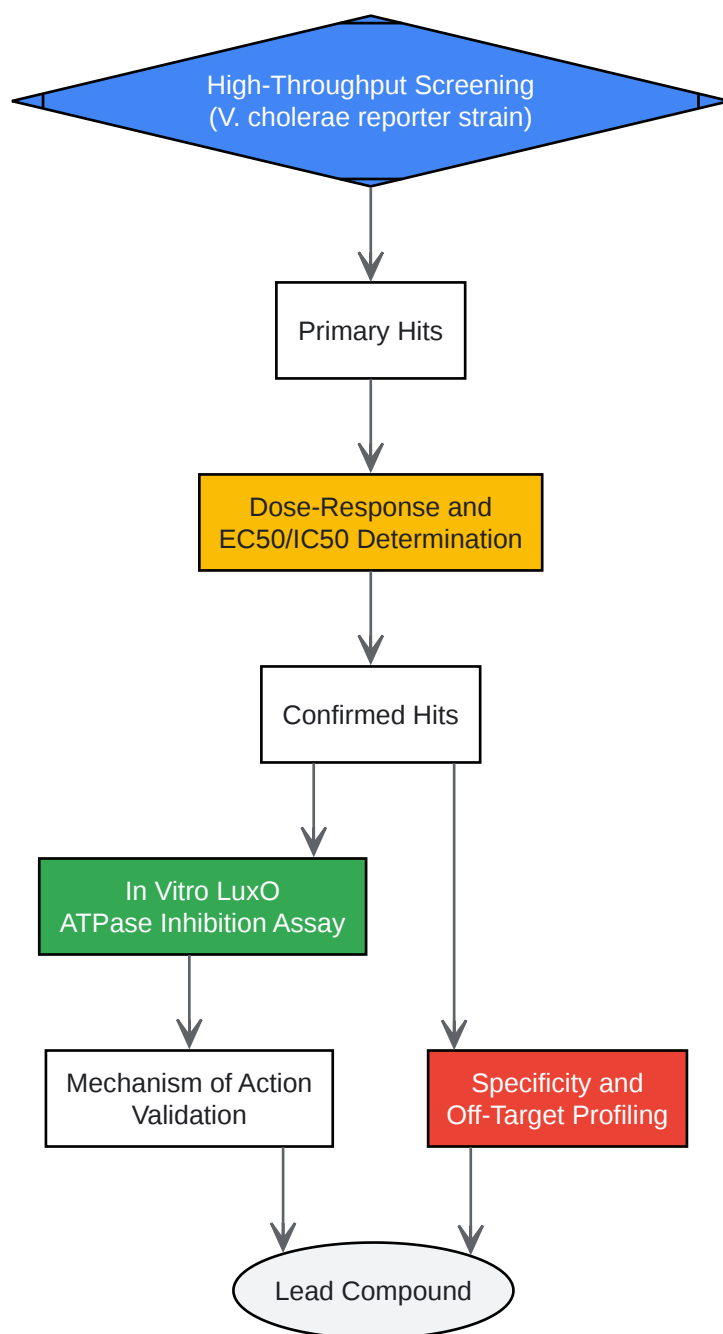 High-Throughput Screening
(V. cholerae reporter strain)
Primary Hits
Dose-Response and
EC50/IC50 Determination
Confirmed Hits
In Vitro LuxO
ATPase Inhibition Assay
Mechanism of Action
Validation
Specificity and
Off-Target Profiling
Lead Compound